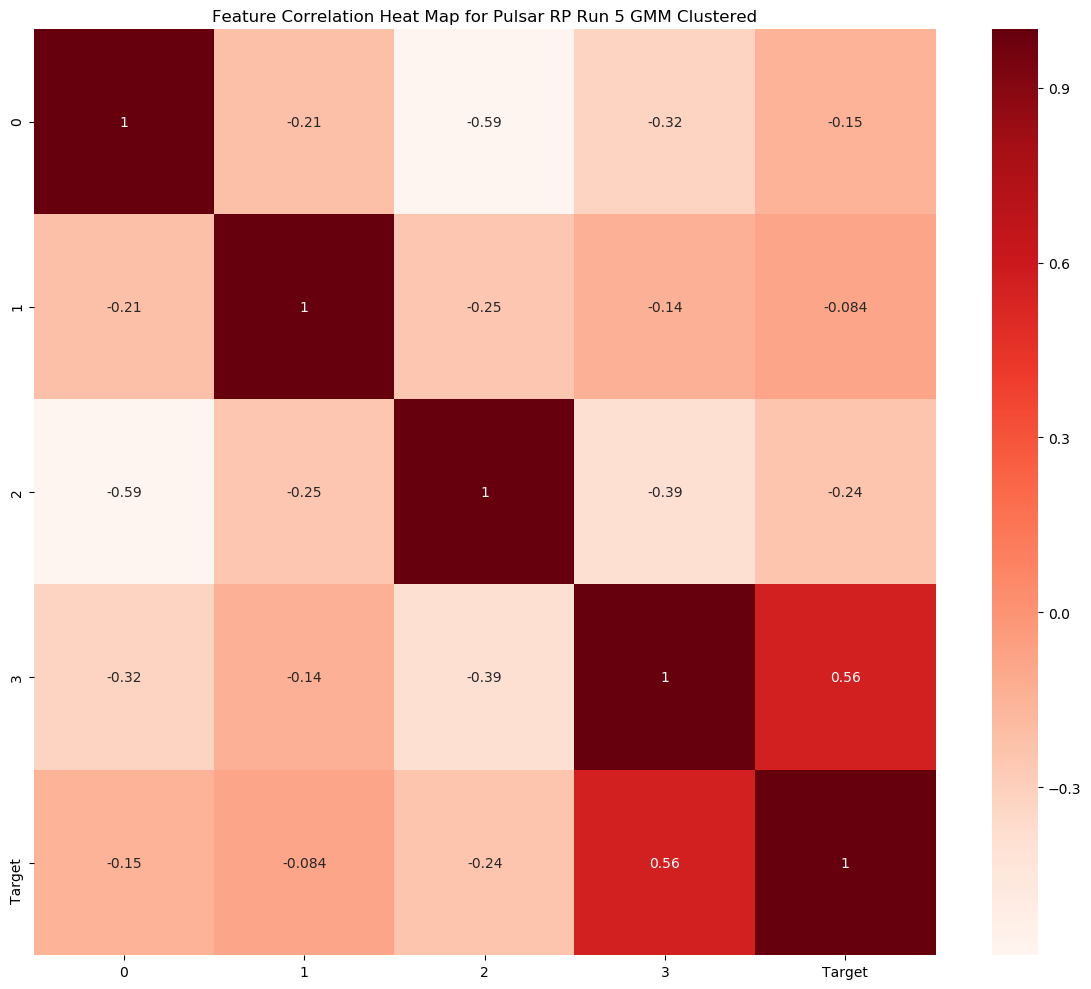 Feature Correlation Heat Map for Pulsar RP Run 5 GMM Clustered
0 1 -0.21 -0.59 -0.32 -0.15
1 -0.21 1 -0.25 -0.14 -0.084
2 -0.59 -0.25 1 -0.39 -0.24
3 -0.32 -0.14 -0.39 1 0.56
Target -0.15 -0.084 -0.24 0.56 1
0 1 2 3 Target
0.9
0.6
0.3
0.0
−0.3